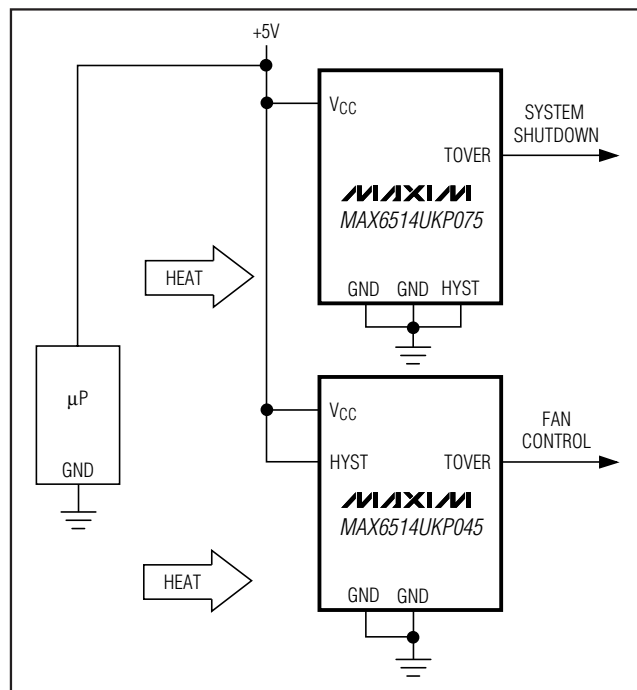 +5V
VCC
TOVER
SYSTEM
SHUTDOWN
MAXIM
MAX6514UKP075
HEAT
GND GND HYST
μP
GND
VCC
HYST
TOVER
FAN
CONTROL
MAXIM
MAX6514UKP045
HEAT
GND GND